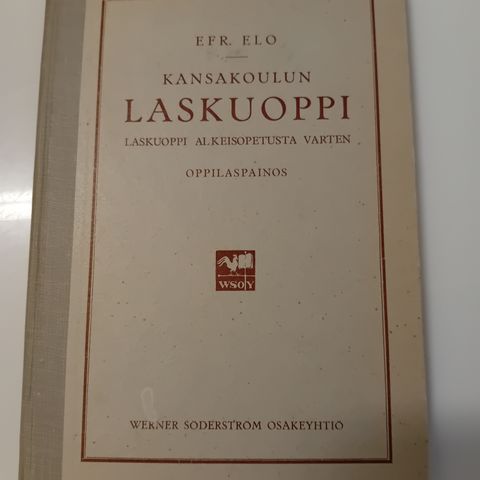 EFR. ELO
KANSAKOULUN
LASKUOPPI
LASKUOPPI ALKEISOPETUSTA VARTEN
OPPILASPAINOS
WSOY
WERNER SÖDERSTRÖM OSAKEYHTIÖ